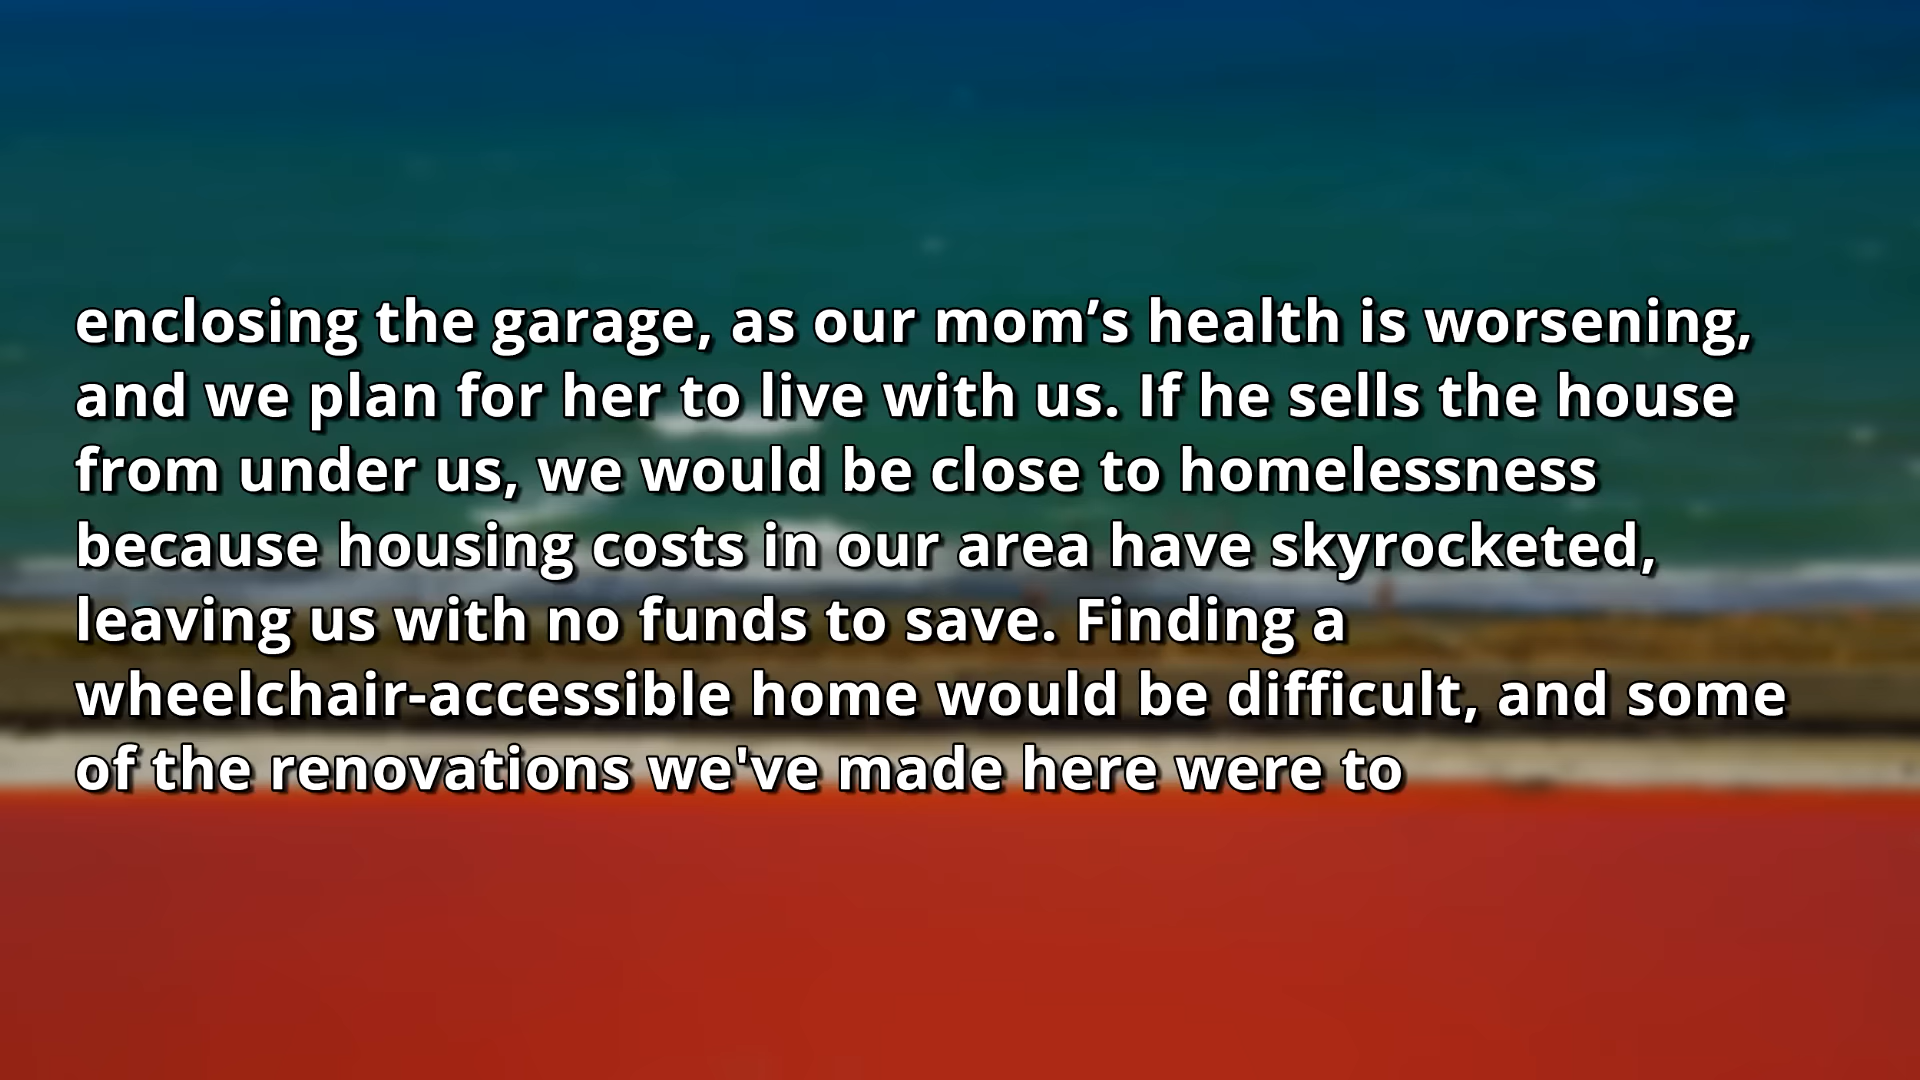 enclosing the garage, as our mom’s health is worsening,
and we plan for her to live with us. If he sells the house
from under us, we would be close to homelessness
because housing costs in our area have skyrocketed,
leaving us with no funds to save. Finding a
wheelchair-accessible home would be difficult, and some
of the renovations we've made here were to